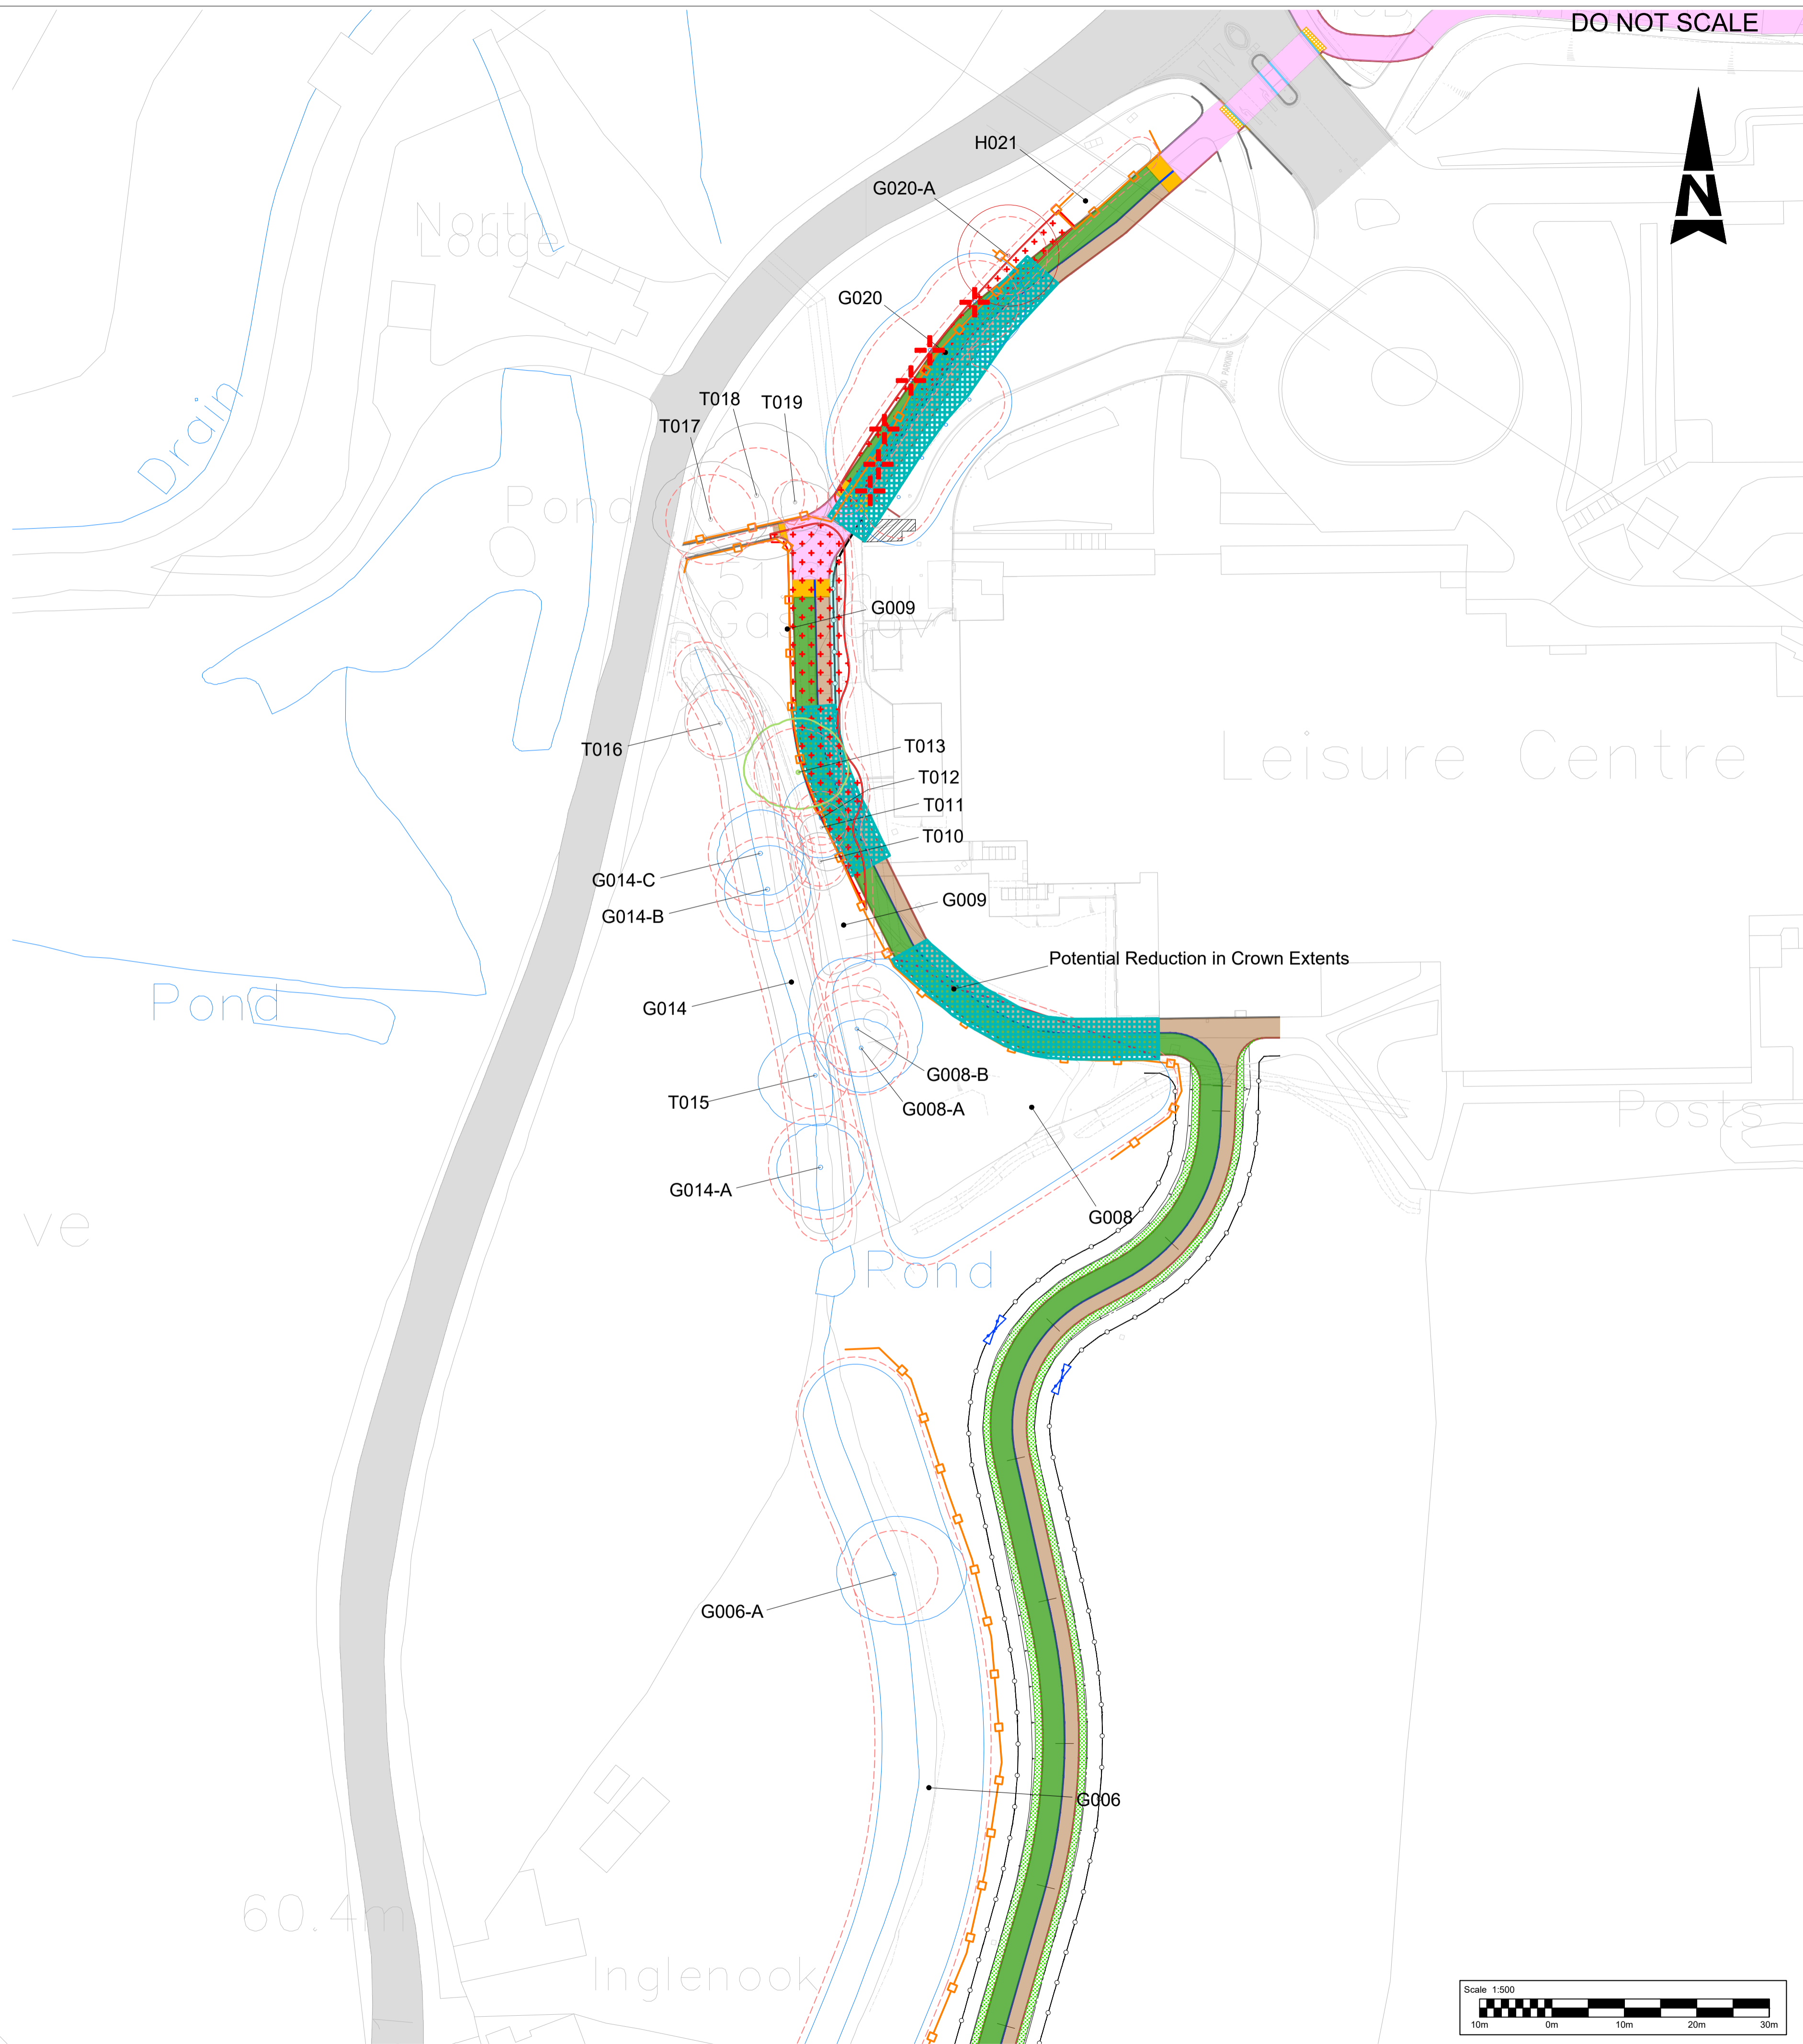 DO NOT SCALE
H021
N
G020-A
North
Lodge
G020
NO PARKING
Drain
T018
T019
T017
Pond
G009
T016
T013
Leisure Centre
T012
T011
T010
G014-C
G014-B
G009
Potential Reduction in Crown Extents
Pond
G014
G008-B
T015
G008-A
Posts
G014-A
G008
ve
Pond
G006-A
G006
60.4m
Inglenook
Scale 1:500
10m 0m 10m 20m 30m